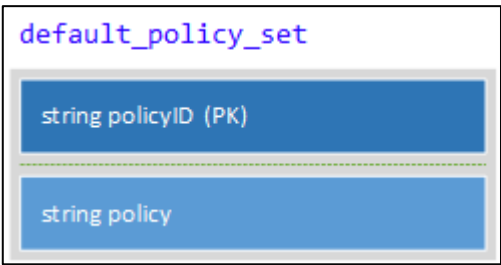 default_policy_set
string policyID (PK)
string policy